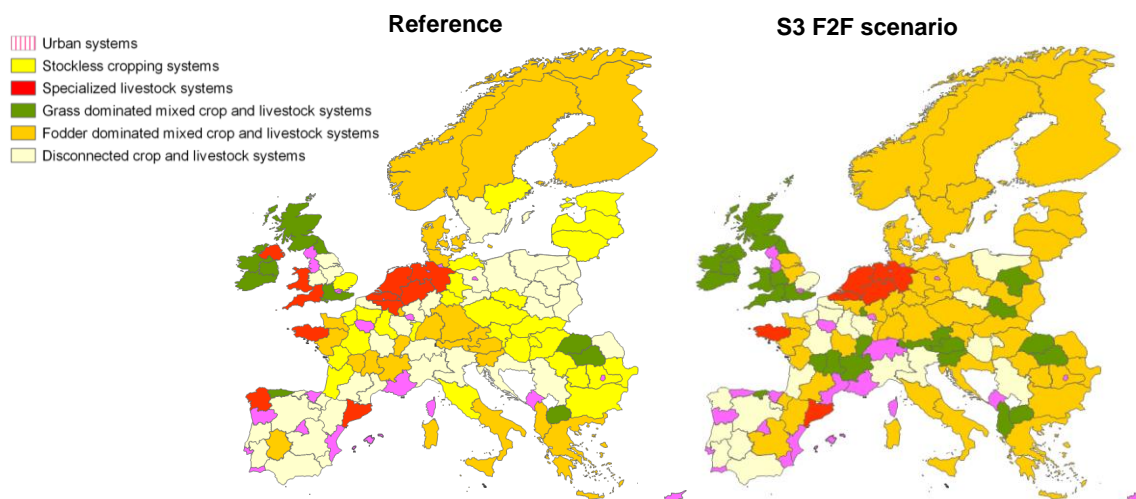 Reference
S3 F2F scenario
Urban systems
Stockless cropping systems
Specialized livestock systems
Grass dominated mixed crop and livestock systems
Fodder dominated mixed crop and livestock systems
Disconnected crop and livestock systems